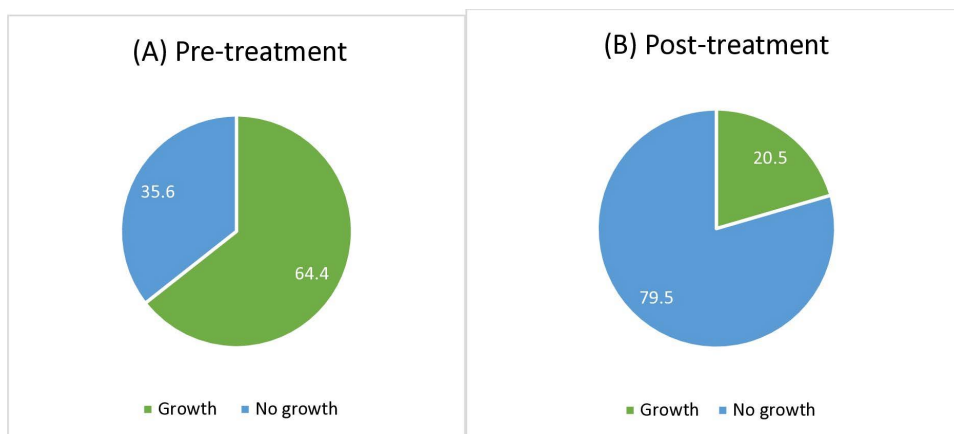 (A) Pre-treatment
35.6
64.4
Growth No growth
(B) Post-treatment
20.5
79.5
Growth No growth